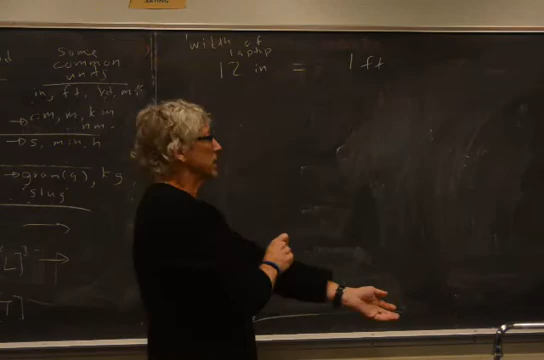 Some
common
units
in, ft, yd, mi
→ cm, m, km
nm
→ s, min, h
→ gram (g), kg
"slug"
[L]³ →
T]
width of
laptop
12 in = 1 ft